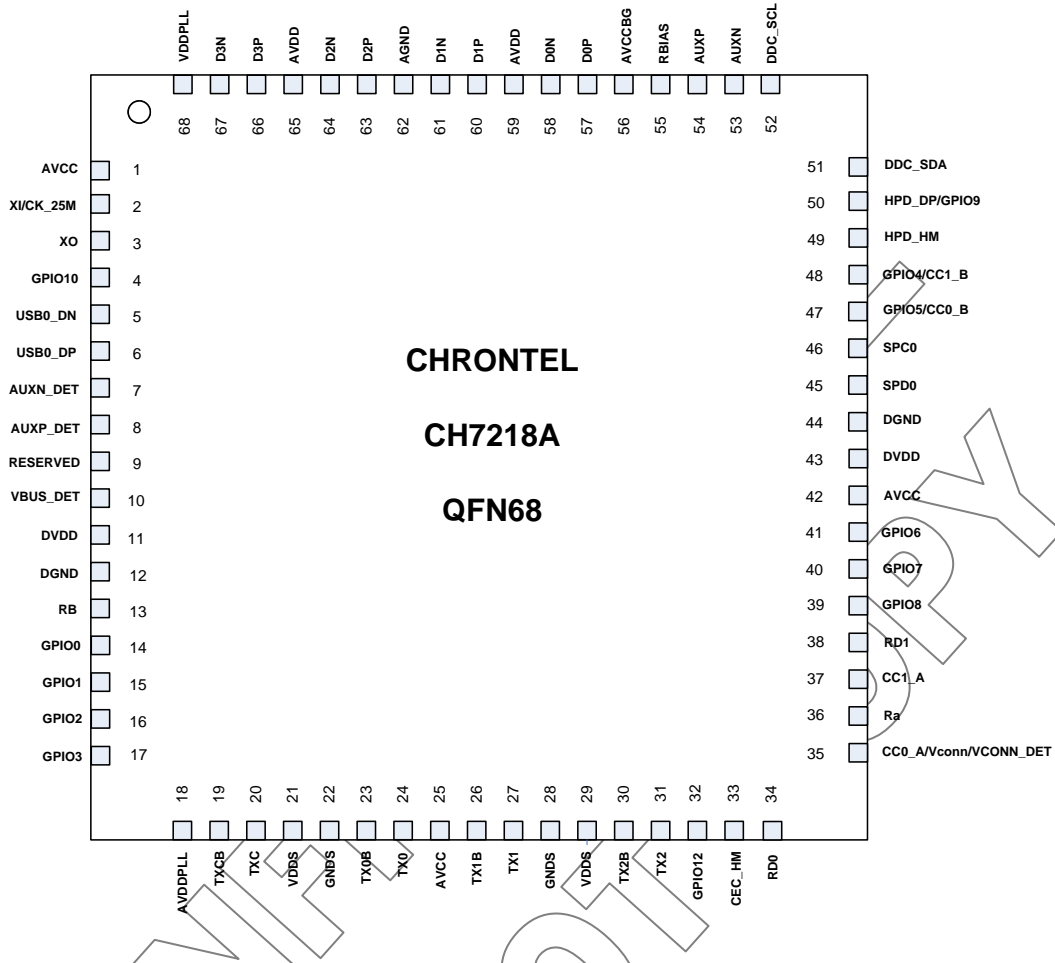 VDDPLL D3N D3P AVDD D2N D2P AGND D1N D1P AVDD D0N D0P AVCCBG RBIAS AUXP AUXN DDC_SCL
68 67 66 65 64 63 62 61 60 59 58 57 56 55 54 53 52
AVCC 1
XI/CK_25M 2
XO 3
GPIO10 4
USB0_DN 5
USB0_DP 6
AUXN_DET 7
AUXP_DET 8
RESERVED 9
VBUS_DET 10
DVDD 11
DGND 12
RB 13
GPIO0 14
GPIO1 15
GPIO2 16
GPIO3 17
CHRONTEL
CH7218A
QFN68
51 DDC_SDA
50 HPD_DP/GPIO9
49 HPD_HM
48 GPIO4/CC1_B
47 GPIO5/CC0_B
46 SPC0
45 SPD0
44 DGND
43 DVDD
42 AVCC
41 GPIO6
40 GPIO7
39 GPIO8
38 RD1
37 CC1_A
36 Ra
35 CC0_A/Vconn/VCONN_DET
18 19 20 21 22 23 24 25 26 27 28 29 30 31 32 33 34
AVDDPLL TXCB TXC VDDS GNDS TX0B TX0 AVCC TX1B TX1 GNDS VDDS TX2B TX2 GPIO12 CEC_HM RD0